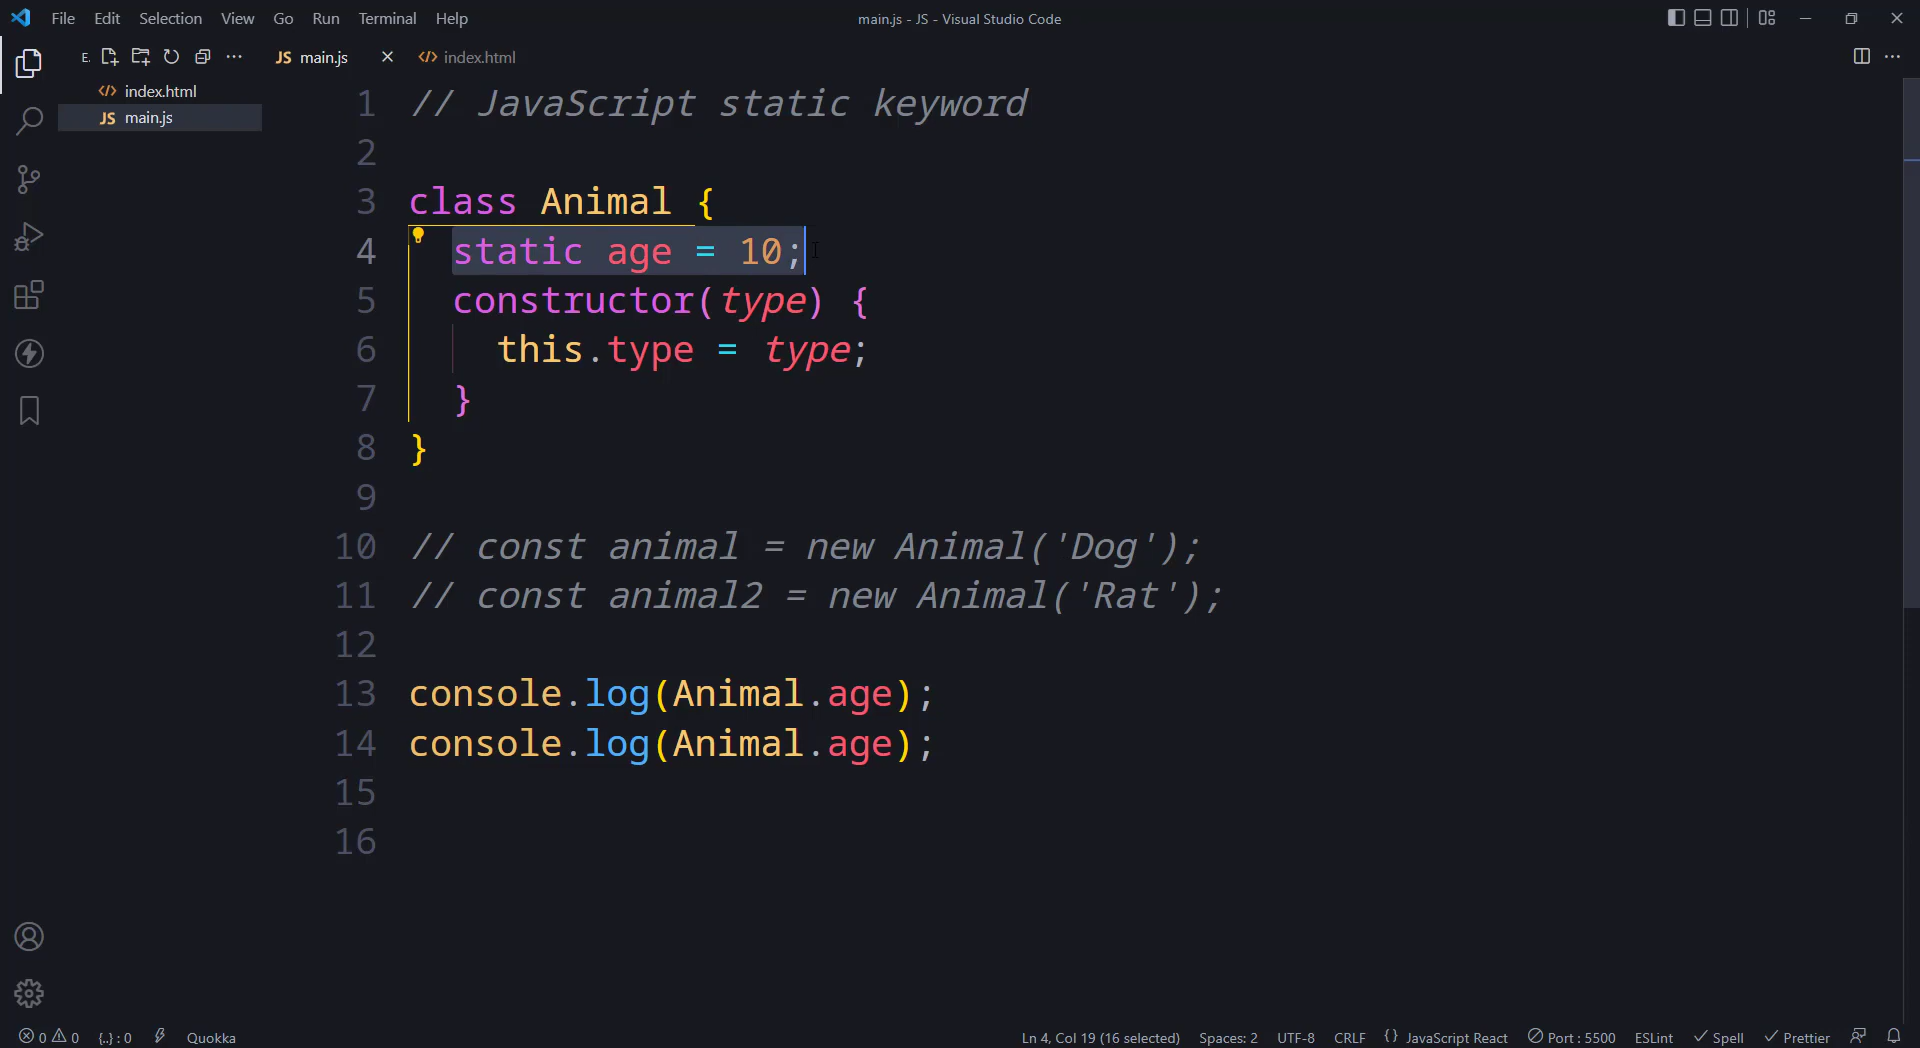 File Edit Selection View Go Run Terminal Help
main.js - JS - Visual Studio Code
E.
JS main.js
index.html
index.html
JS main.js
1 // JavaScript static keyword
2
3 class Animal {
4 static age = 10;
5 constructor(type) {
6 this.type = type;
7 }
8 }
9
10 // const animal = new Animal('Dog');
11 // const animal2 = new Animal('Rat');
12
13 console.log(Animal.age);
14 console.log(Animal.age);
15
16
0 0 {..} : 0 Quokka Ln 4, Col 19 (16 selected) Spaces: 2 UTF-8 CRLF {} JavaScript React Port : 5500 ESLint Spell Prettier